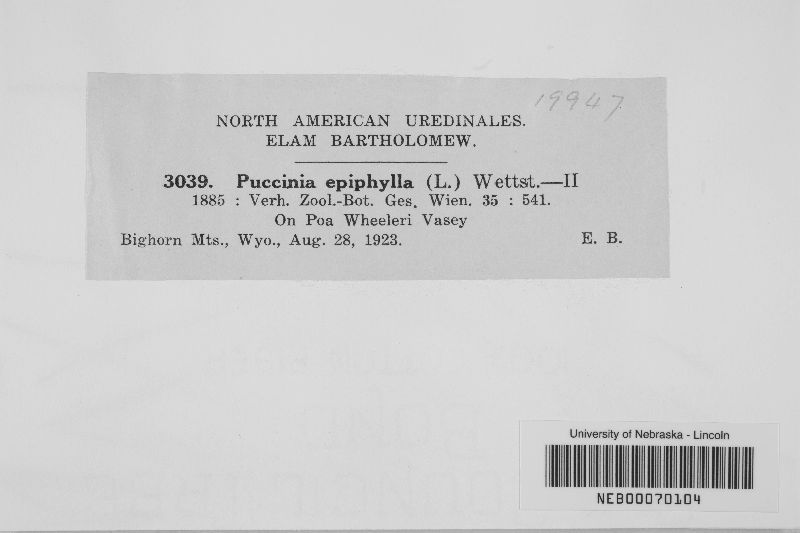 19947
NORTH AMERICAN UREDINALES.
ELAM BARTHOLOMEW.
3039. Puccinia epiphylla (L.) Wettst.—II
1885 : Verh. Zool.-Bot. Ges. Wien. 35 : 541.
On Poa Wheeleri Vasey
Bighorn Mts., Wyo., Aug. 28, 1923. E. B.
University of Nebraska - Lincoln
NEB00070104